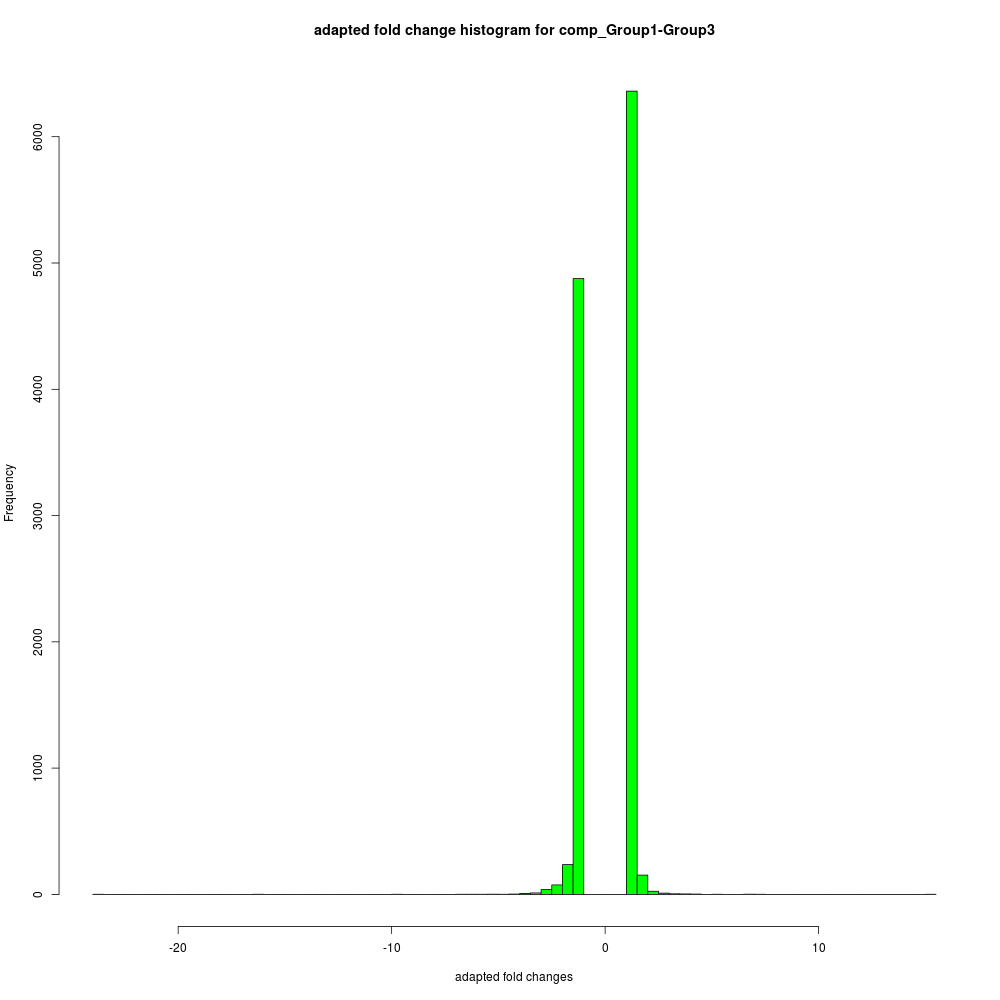 adapted fold change histogram for comp_Group1-Group3
Frequency
6000
5000
4000
3000
2000
1000
0
-20 -10 0 10
adapted fold changes